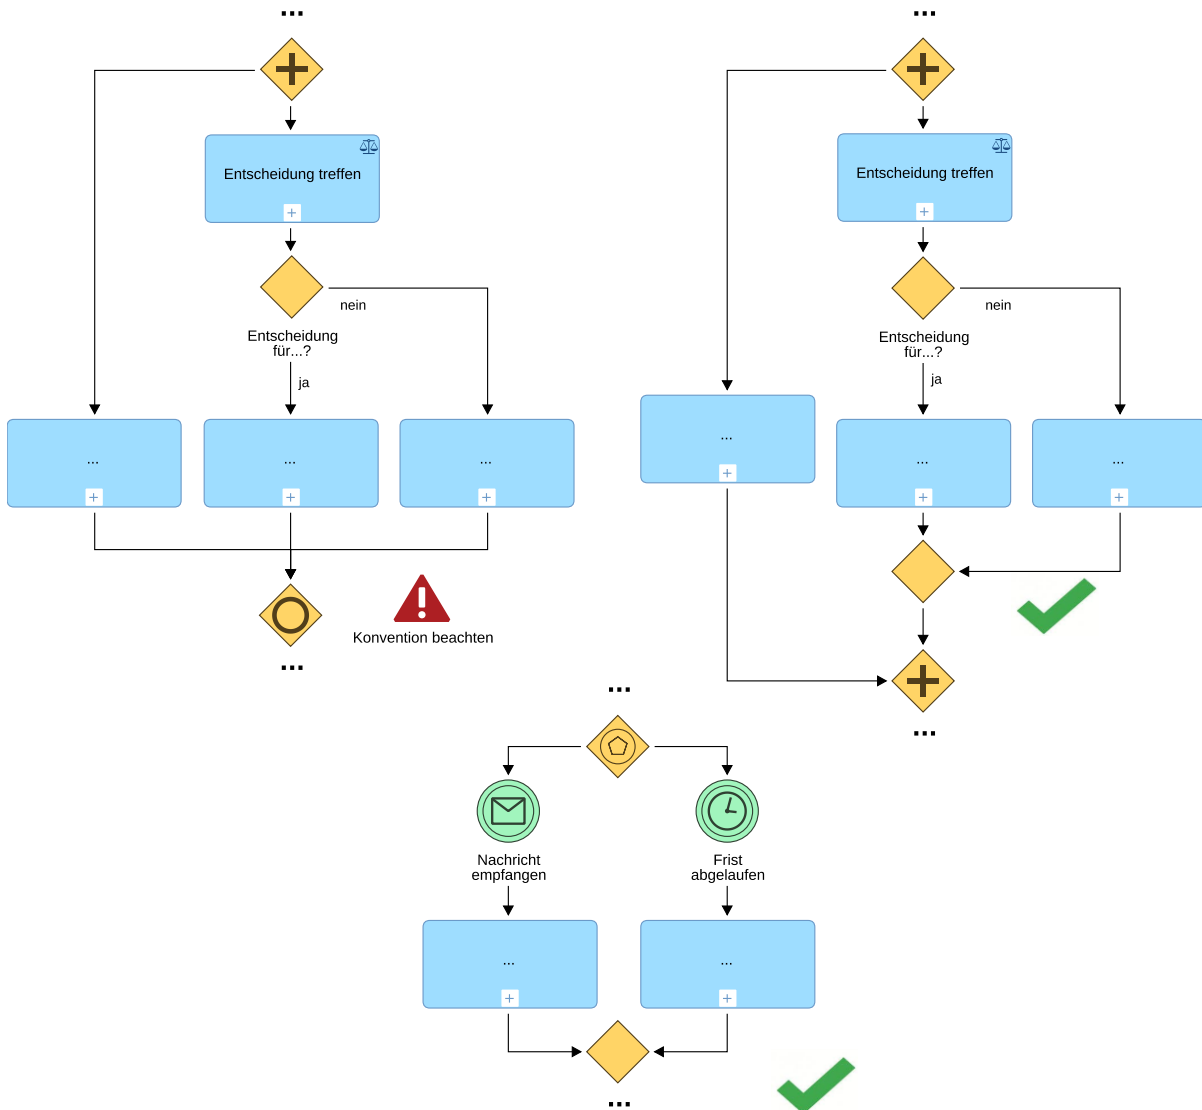 ...
...
Entscheidung treffen
Entscheidung treffen
nein
nein
Entscheidung
für...?
Entscheidung
für...?
ja
ja
...
...
...
...
...
...
Konvention beachten
...
...
...
Nachricht
empfangen
Frist
abgelaufen
...
...
...